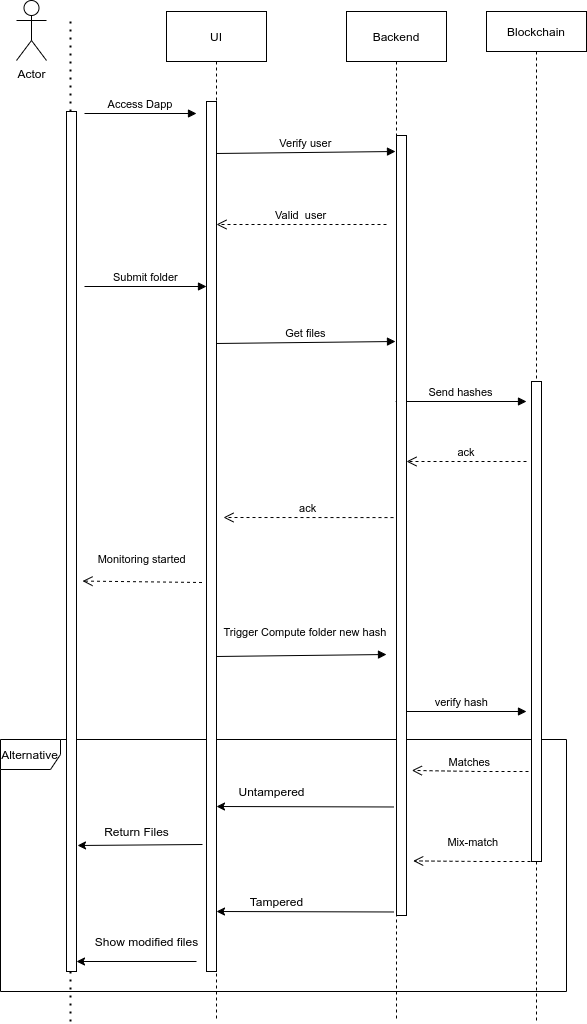 UI
Backend
Blockchain
Actor
Access Dapp
Verify user
Valid  user
Submit folder
Get files
Send hashes
ack
ack
Monitoring started
Trigger Compute folder new hash
verify hash
Alternative
Matches
Untampered
Return Files
Mix-match
Tampered
Show modified files